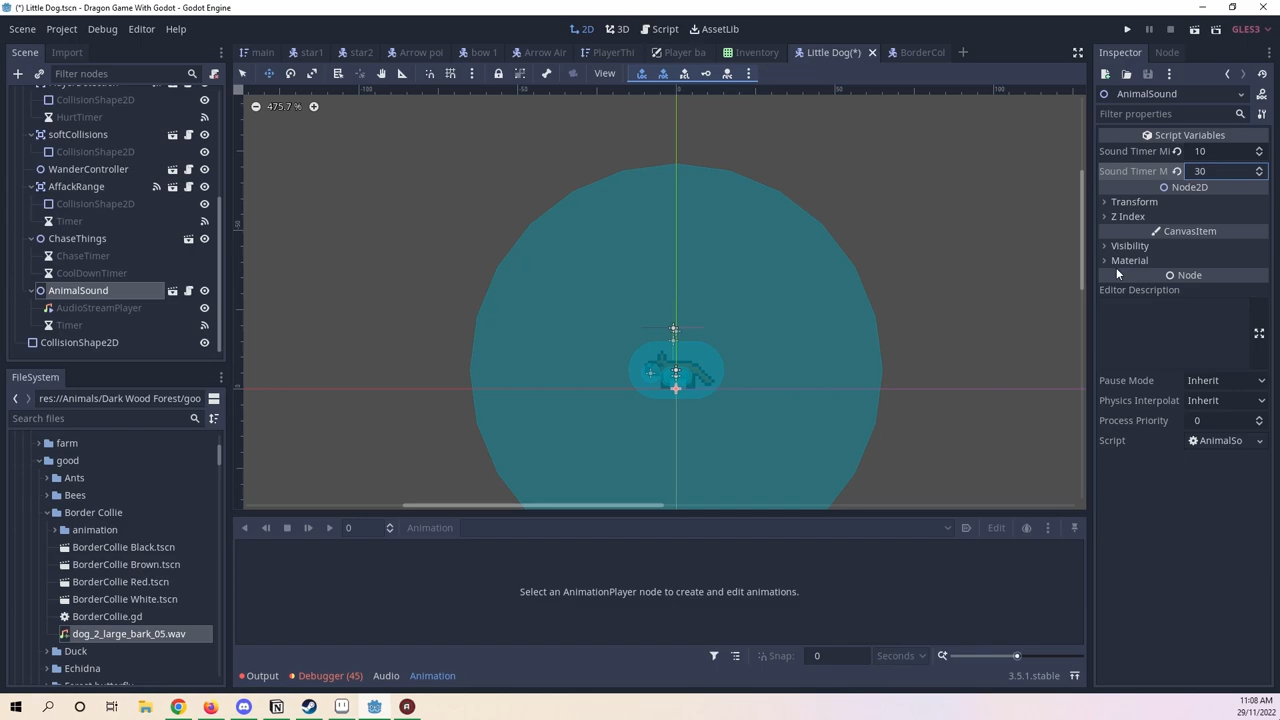 (*) Little Dog.tscn - Dragon Game With Godot - Godot Engine
Scene Project Debug Editor Help
2D 3D Script AssetLib
GLES3
Scene Import
main star1 star2 Arrow poi bow 1 Arrow Air PlayerThi Player ba Inventory Little Dog(*) BorderCol
Inspector Node
Filter nodes
View
475.7 %
-100 -50 0 50 100
AnimalSound
Filter properties
CollisionShape2D
HurtTimer
softCollisions
CollisionShape2D
WanderController
AffackRange
CollisionShape2D
Timer
ChaseThings
ChaseTimer
CoolDownTimer
AnimalSound
AudioStreamPlayer
Timer
CollisionShape2D
Script Variables
Sound Timer Mi 10
Sound Timer M 30
Node2D
Transform
Z Index
CanvasItem
Visibility
Material
Node
Editor Description
Pause Mode Inherit
Physics Interpolat Inherit
Process Priority 0
Script AnimalSo
FileSystem
res://Animals/Dark Wood Forest/goo
Search files
farm
good
Ants
Bees
Border Collie
animation
BorderCollie Black.tscn
BorderCollie Brown.tscn
BorderCollie Red.tscn
BorderCollie White.tscn
BorderCollie.gd
dog_2_large_bark_05.wav
Duck
Echidna
0 Animation Edit
Select an AnimationPlayer node to create and edit animations.
Snap: 0 Seconds
Output Debugger (45) Audio Animation
3.5.1.stable
11:08 AM
29/11/2022